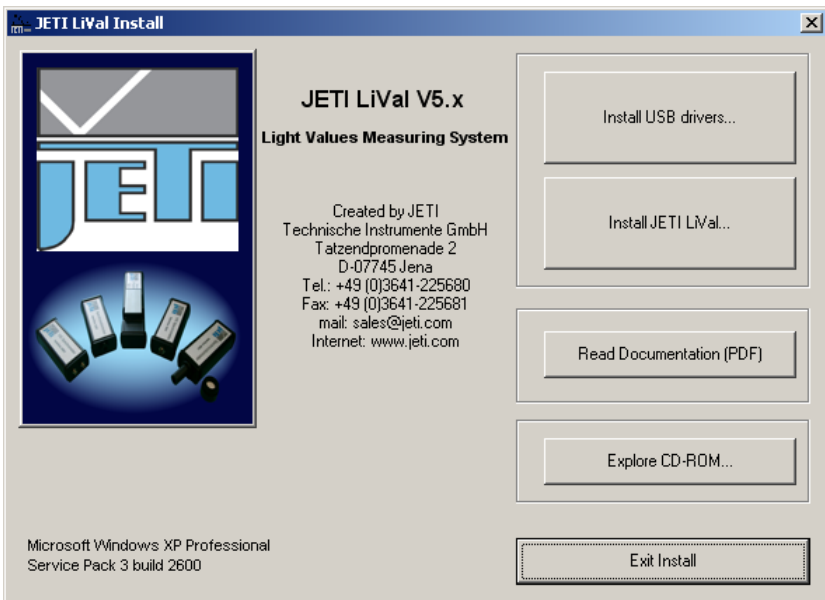 JETI LiVal Install
JETI
JETI LiVal V5.x
Light Values Measuring System
Created by JETI
Technische Instrumente GmbH
Tatzendpromenade 2
D-07745 Jena
Tel.: +49 (0)3641-225680
Fax: +49 (0)3641-225681
mail: sales@jeti.com
Internet: www.jeti.com
Install USB drivers...
Install JETI LiVal...
Read Documentation (PDF)
Explore CD-ROM...
Microsoft Windows XP Professional
Service Pack 3 build 2600
Exit Install